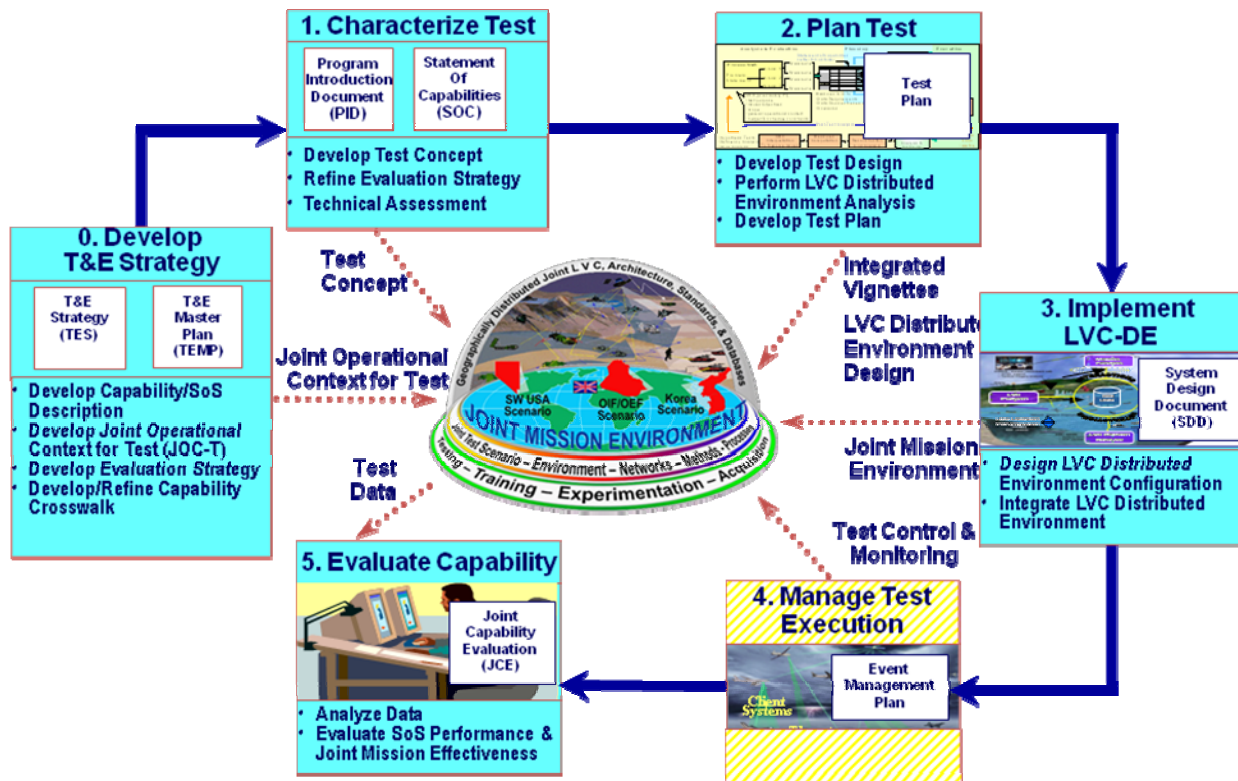 1. Characterize Test
Program
Introduction
Document
(PID)
Statement
Of
Capabilities
(SOC)
• Develop Test Concept
• Refine Evaluation Strategy
• Technical Assessment
2. Plan Test
Test
Plan
• Develop Test Design
• Perform LVC Distributed
Environment Analysis
• Develop Test Plan
0. Develop
T&E Strategy
T&E
Strategy
(TES)
T&E
Master
Plan
(TEMP)
• Develop Capability/SoS
Description
• Develop Joint Operational
Context for Test (JOC-T)
• Develop Evaluation Strategy
• Develop/Refine Capability
Crosswalk
Test
Concept
Joint Operational
Context for Test
Test
Data
Geographically Distributed Joint L V C, Architecture, Standards, & Databases
SW USA
Scenario
OIF/OEF
Scenario
Korea
Scenario
JOINT MISSION ENVIRONMENT
Joint Test Scenario – Environment – Networks – Methods - Processes
Testing – Training – Experimentation – Acquisition
Integrated
Vignettes
LVC Distribute
Environment
Design
Joint Mission
Environment
Test Control &
Monitoring
3. Implement
LVC-DE
System
Design
Document
(SDD)
• Design LVC Distributed
Environment Configuration
• Integrate LVC Distributed
Environment
4. Manage Test
Execution
Event
Management
Plan
Client
Systems
5. Evaluate Capability
Joint
Capability
Evaluation
(JCE)
• Analyze Data
• Evaluate SoS Performance &
Joint Mission Effectiveness